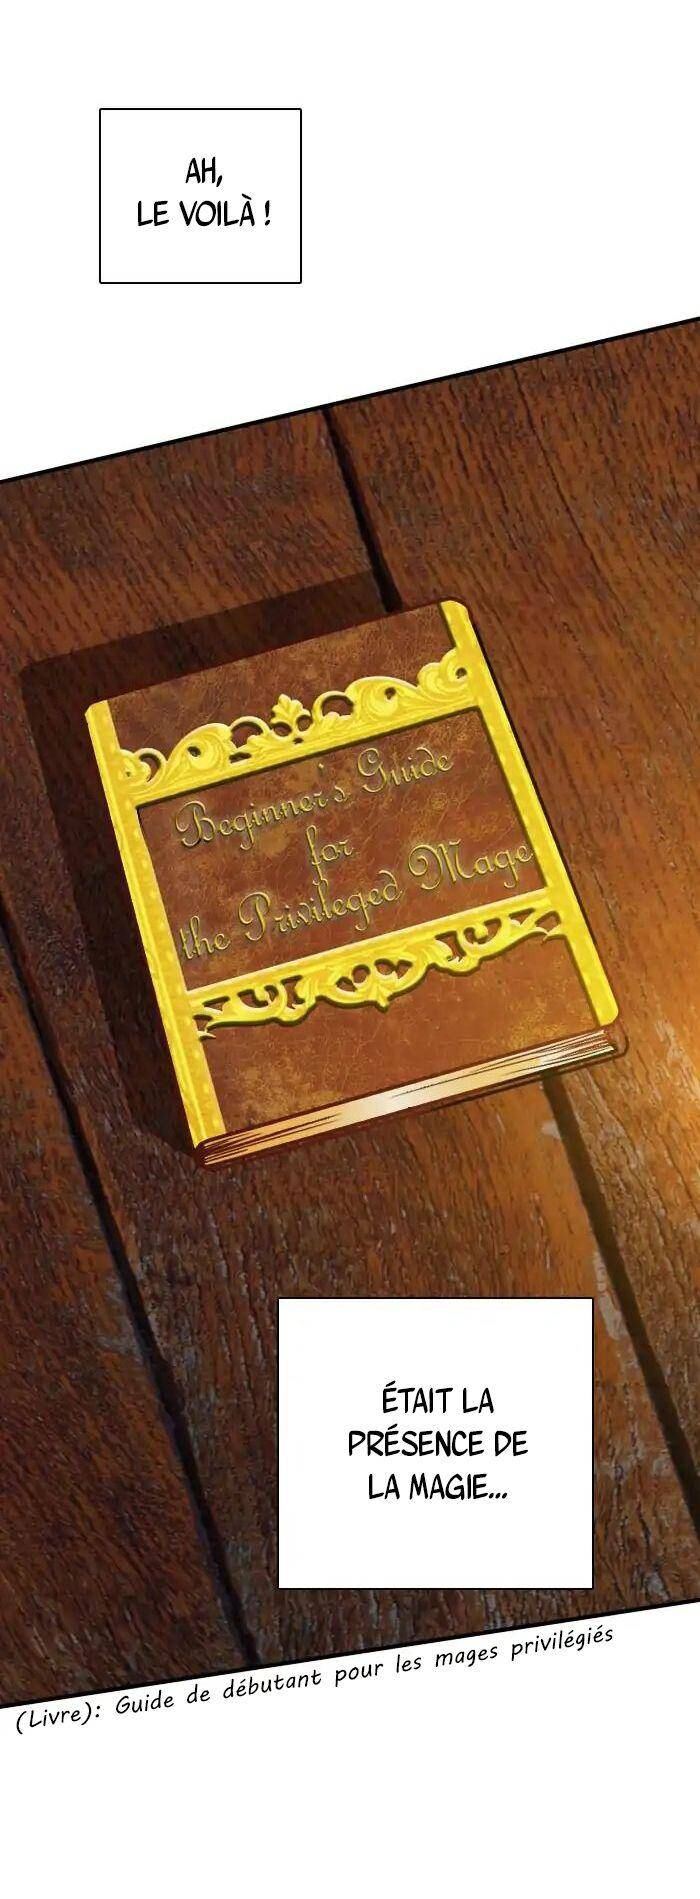 AH,
LE VOILÀ !
Beginner's Guide
for
the Privileged Mage
ÉTAIT LA
PRÉSENCE DE
LA MAGIE...
(Livre): Guide de débutant pour les mages privilégiés